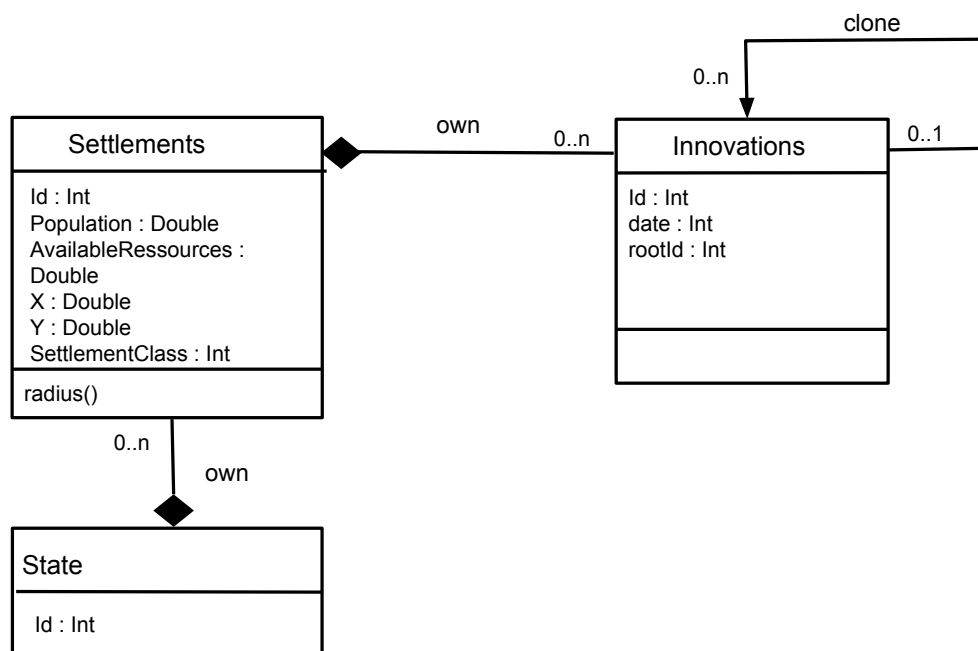 clone
0..n
Settlements
own
0..n
Innovations
0..1
Id : Int
Population : Double
AvailableRessources :
Double
X : Double
Y : Double
SettlementClass : Int
radius()
Id : Int
date : Int
rootId : Int
0..n
own
State
Id : Int